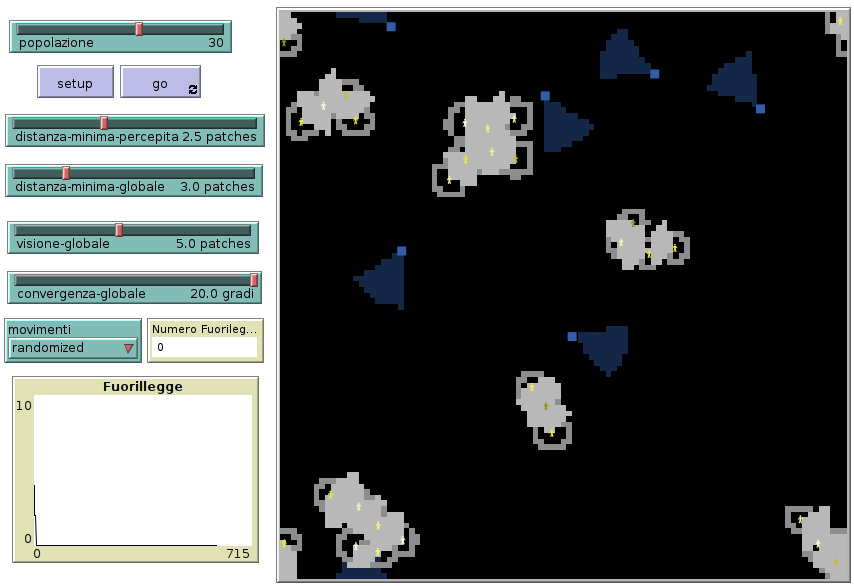 popolazione 30
setup
go
distanza-minima-percepita 2.5 patches
distanza-minima-globale 3.0 patches
visione-globale 5.0 patches
convergenza-globale 20.0 gradi
movimenti
randomized
Numero Fuorileg...
0
Fuorillegge
10
0
0 715